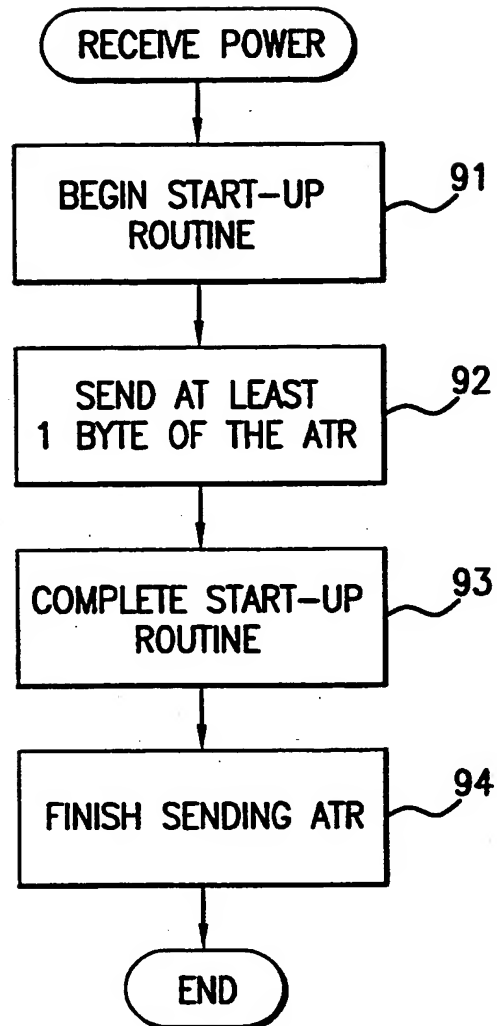 RECEIVE POWER
BEGIN START-UP
ROUTINE
91
SEND AT LEAST
1 BYTE OF THE ATR
92
COMPLETE START-UP
ROUTINE
93
FINISH SENDING ATR
94
END